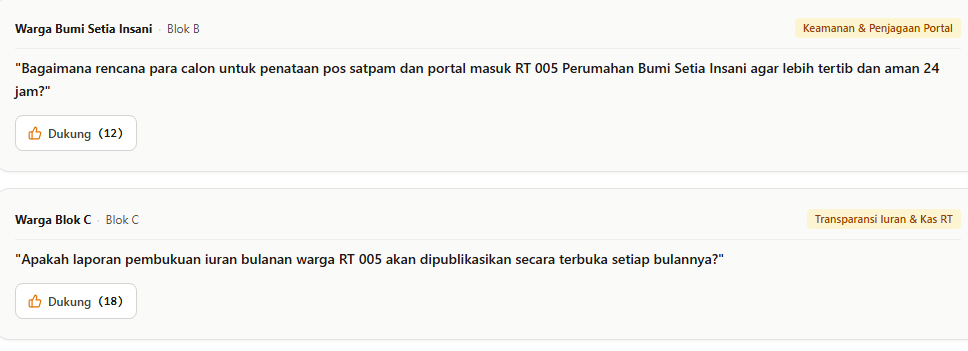 Warga Bumi Setia Insani · Blok B
Keamanan & Penjagaan Portal
"Bagaimana rencana para calon untuk penataan pos satpam dan portal masuk RT 005 Perumahan Bumi Setia Insani agar lebih tertib dan aman 24
jam?"
Dukung (12)
Warga Blok C · Blok C
Transparansi Iuran & Kas RT
"Apakah laporan pembukuan iuran bulanan warga RT 005 akan dipublikasikan secara terbuka setiap bulannya?"
Dukung (18)